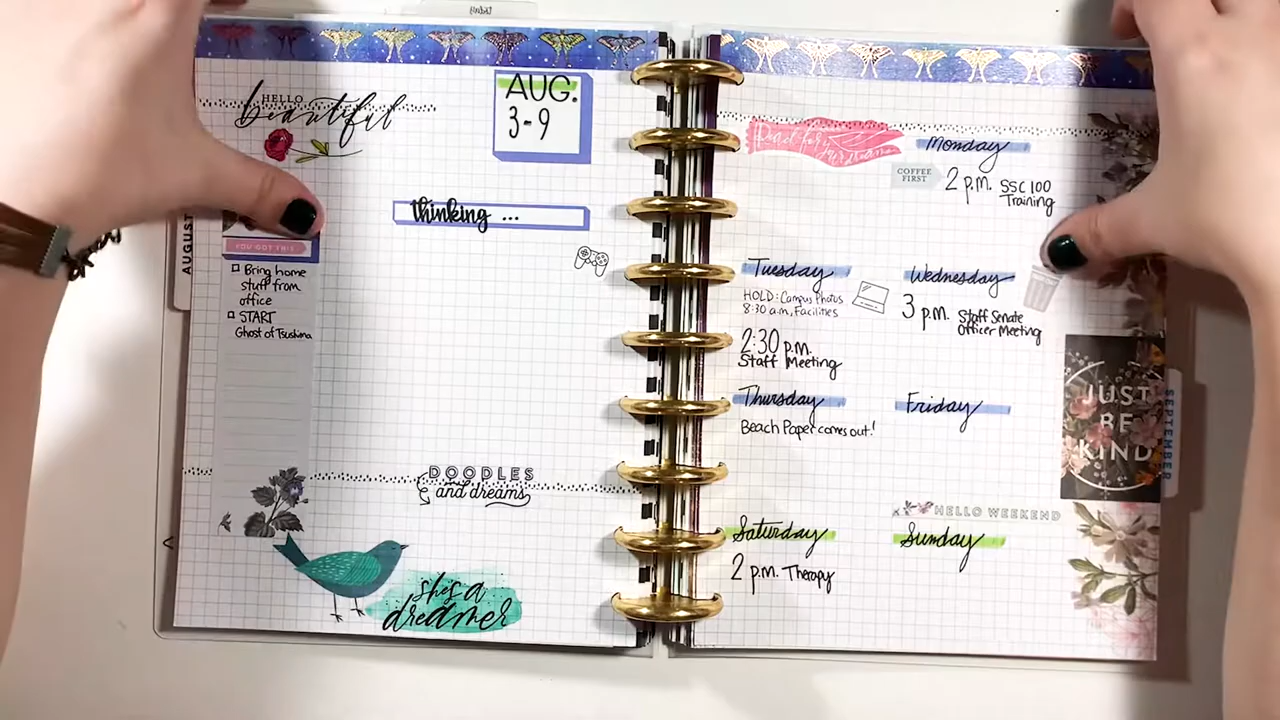 HELLO
beautiful
AUG.
3-9
thinking ...
AUGUST
YOU GOT THIS
Bring home
stuff from
office
START
Ghost of Tsushima
DOODLES
and dreams
she's a
dreamer
Monday
COFFEE
FIRST
2 p.m. SSC 100
Training
Tuesday
HOLD: Campus Photos
8:30 a.m, Facilities
2:30 p.m.
Staff Meeting
Wednesday
3 p.m. Staff Senate
Officer Meeting
Thursday
Beach Paper comes out!
Friday
JUST
BE
KIND
SEPTEMBER
HELLO WEEKEND
Saturday
2 p.m. Therapy
Sunday